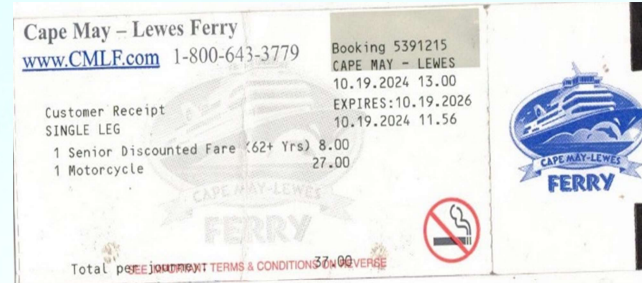 Cape May – Lewes Ferry
www.CMLF.com 1-800-643-3779
Booking 5391215
CAPE MAY - LEWES
10.19.2024 13.00
EXPIRES:10.19.2026
10.19.2024 11.56
Customer Receipt
SINGLE LEG
1 Senior Discounted Fare (62+ Yrs) 8.00
1 Motorcycle 27.00
CAPE MAY-LEWES
FERRY
Total per journey:
SEE IMPORTANT TERMS & CONDITIONS ON REVERSE
CAPE MAY-LEWES
FERRY